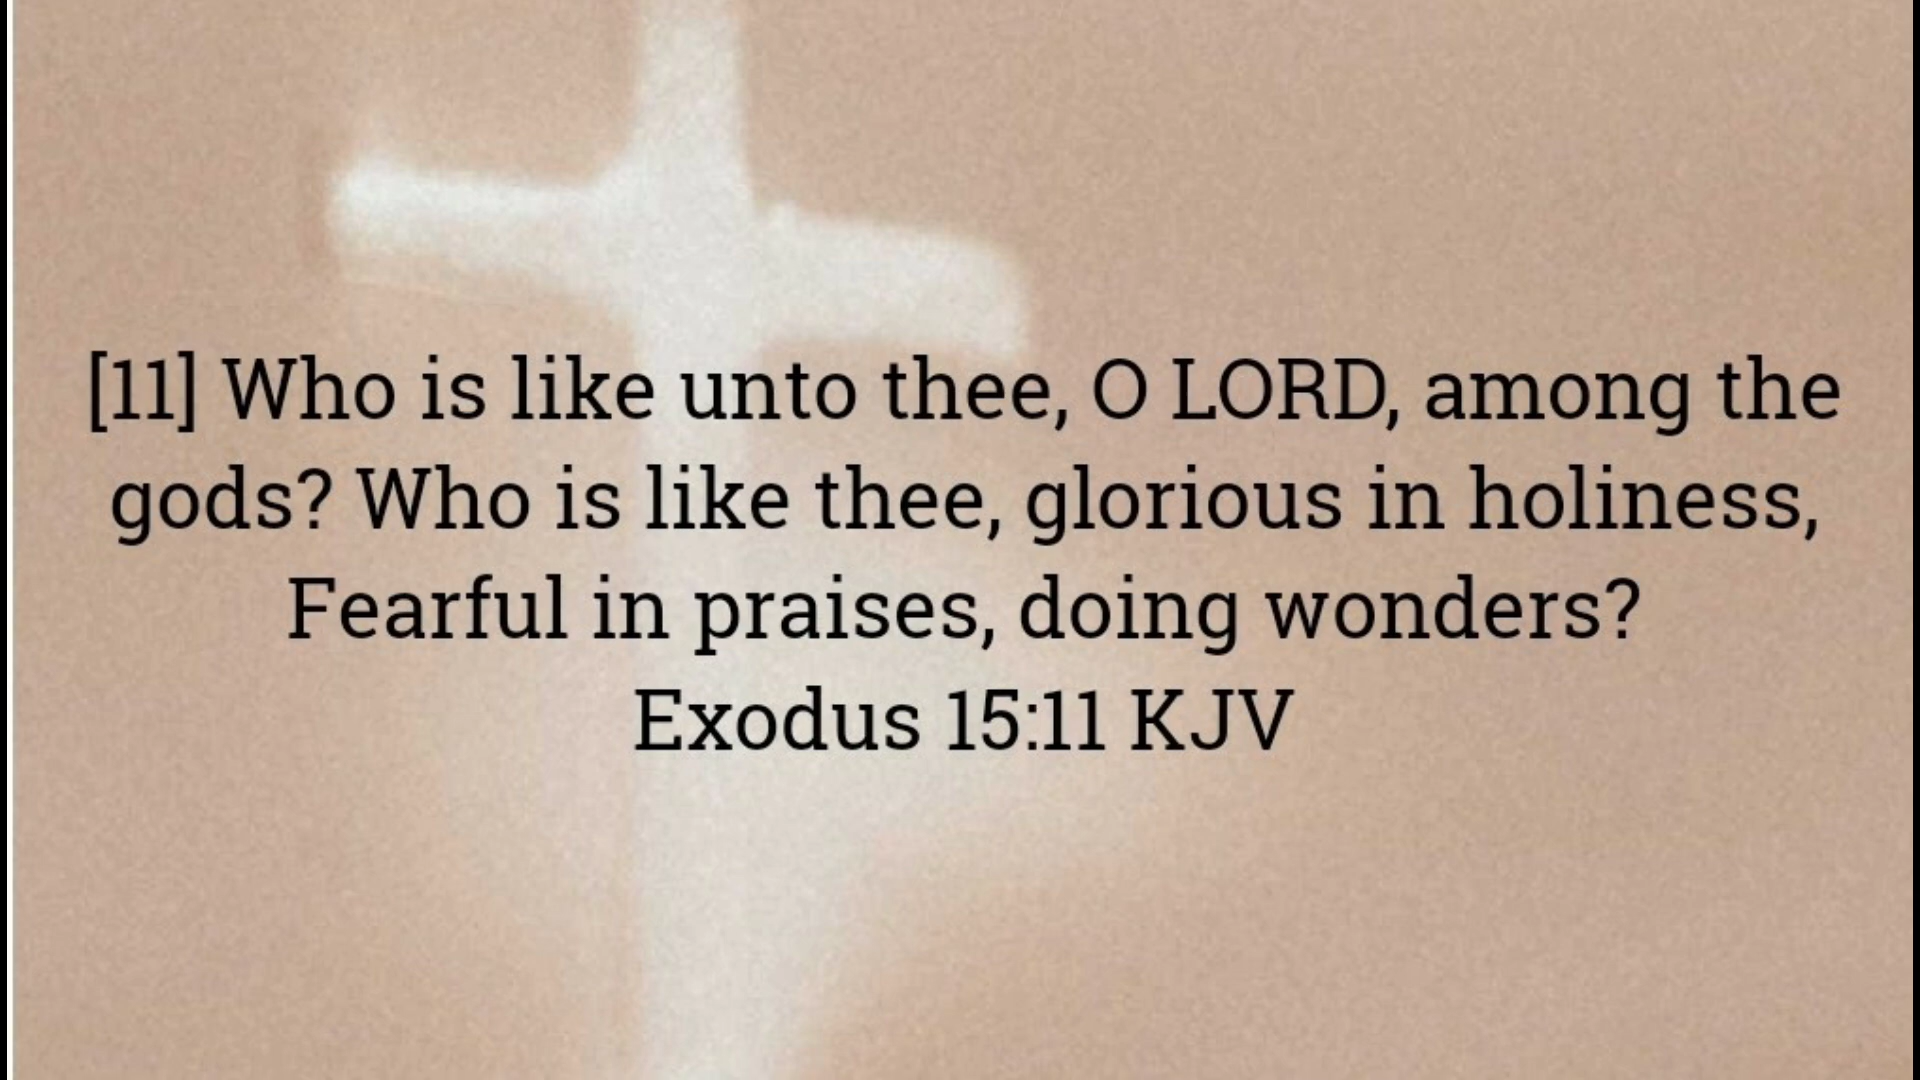 [11] Who is like unto thee, O LORD, among the
gods? Who is like thee, glorious in holiness,
Fearful in praises, doing wonders?
Exodus 15:11 KJV